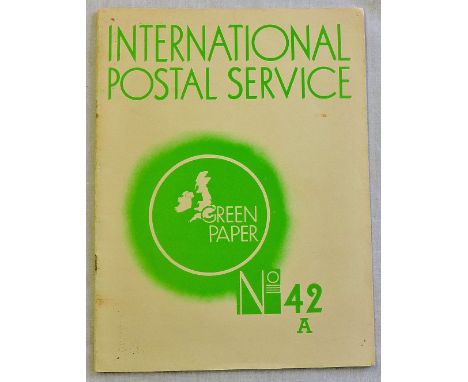 INTERNATIONAL
POSTAL SERVICE
GREEN
PAPER
No 42
A